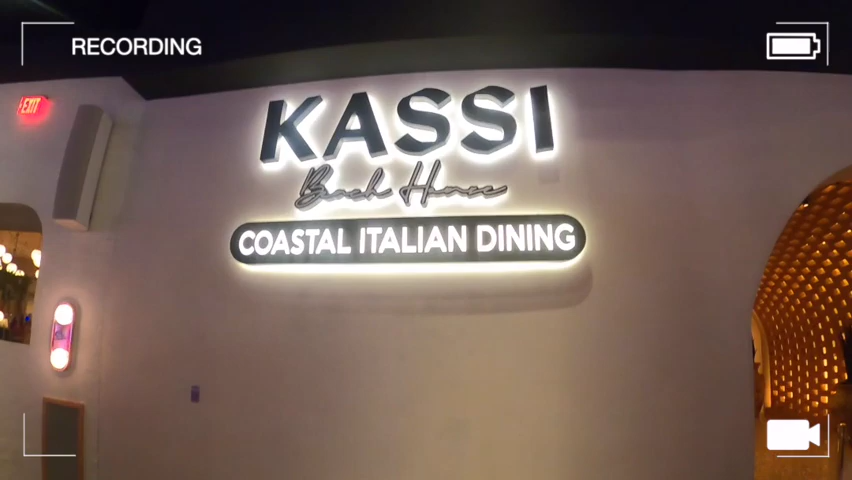 RECORDING
EXIT
KASSI
Beach House
COASTAL ITALIAN DINING